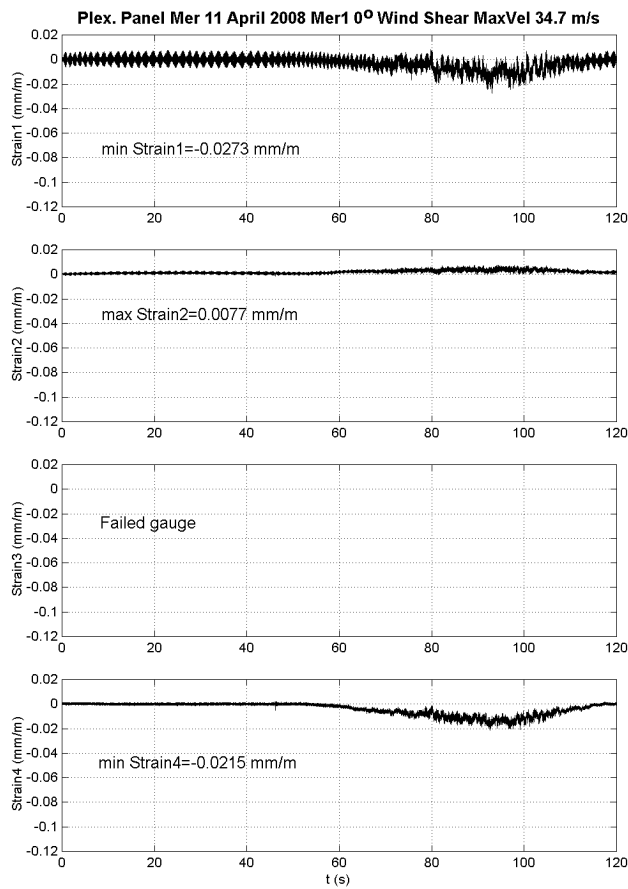 Plex. Panel Mer 11 April 2008 Mer1 0º Wind Shear MaxVel 34.7 m/s
0.02
0
-0.02
-0.04
-0.06
-0.08
-0.1
-0.12
Strain1 (mm/m)
min Strain1=-0.0273 mm/m
0 20 40 60 80 100 120
0.02
0
-0.02
-0.04
-0.06
-0.08
-0.1
-0.12
Strain2 (mm/m)
max Strain2=0.0077 mm/m
0 20 40 60 80 100 120
0.02
0
-0.02
-0.04
-0.06
-0.08
-0.1
-0.12
Strain3 (mm/m)
Failed gauge
0 20 40 60 80 100 120
0.02
0
-0.02
-0.04
-0.06
-0.08
-0.1
-0.12
Strain4 (mm/m)
min Strain4=-0.0215 mm/m
0 20 40 60 80 100 120
t (s)